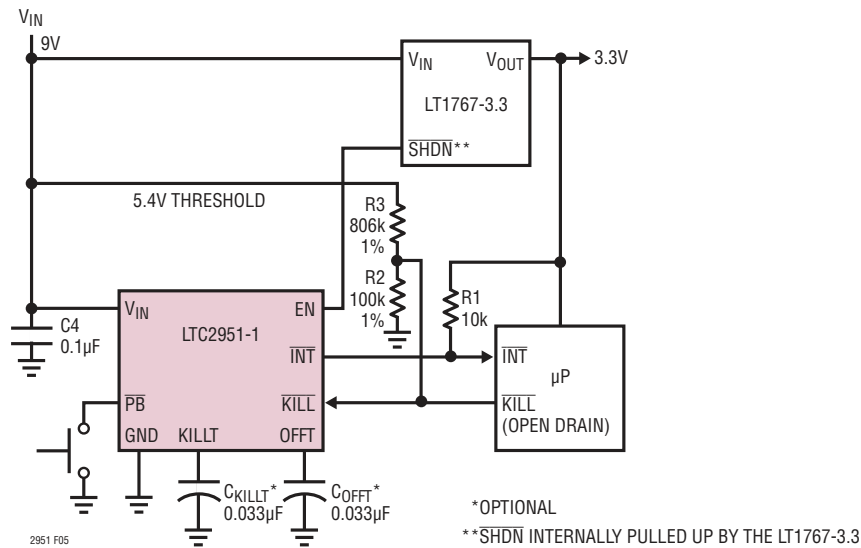 VIN
9V
VIN
VOUT
3.3V
LT1767-3.3
SHDN**
5.4V THRESHOLD
R3
806k
1%
R2
100k
1%
R1
10k
VIN
EN
LTC2951-1
C4
0.1µF
INT
INT
µP
PB
KILL
KILL
(OPEN DRAIN)
GND
KILLT
OFFT
CKILLT*
0.033µF
COFFT*
0.033µF
*OPTIONAL
**SHDN INTERNALLY PULLED UP BY THE LT1767-3.3
2951 F05